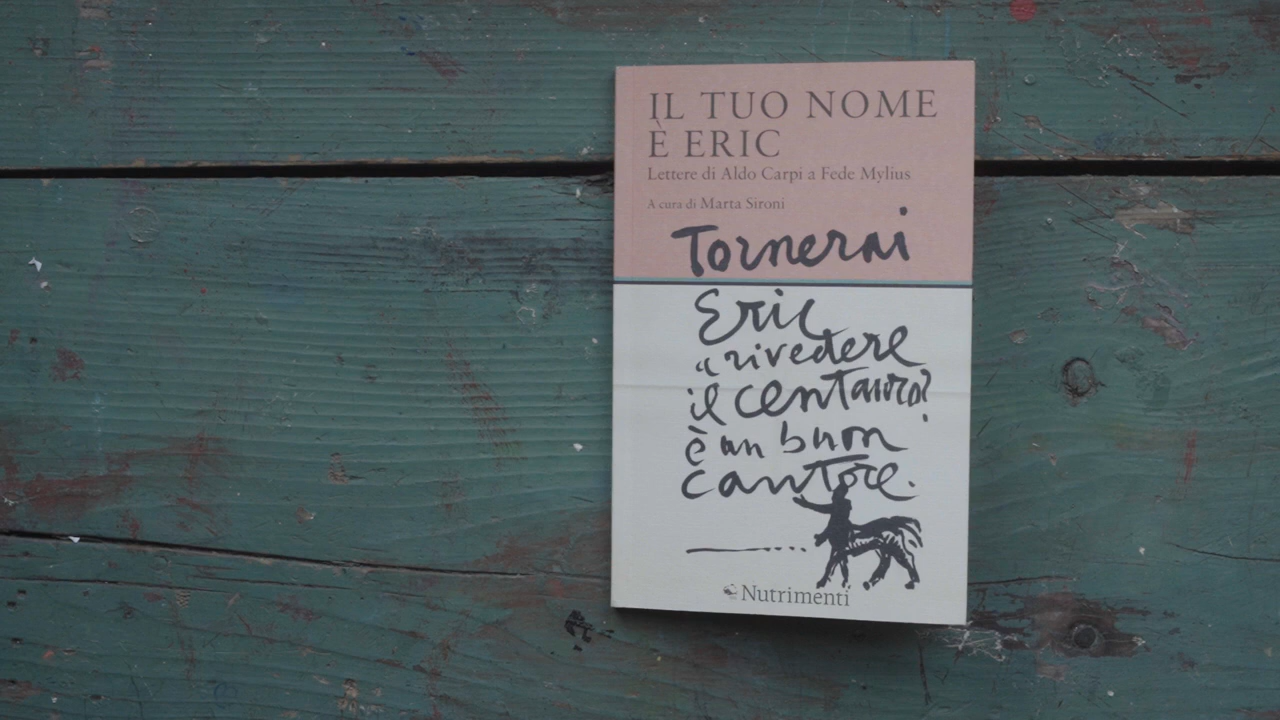 IL TUO NOME
È ERIC
Lettere di Aldo Carpi a Fede Mylius
A cura di Marta Sironi
Tornerai
Eric
a rivedere
il centauro?
è un buon
cantore.
Nutrimenti